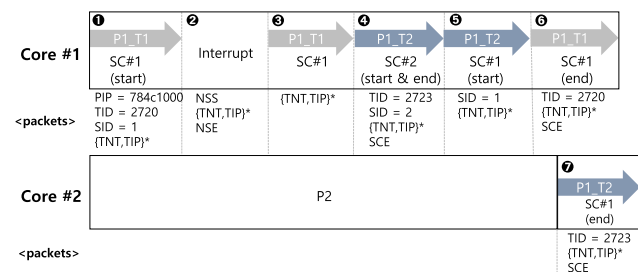 ❶ ❷ ❸ ❹ ❺ ❻
P1_T1 P1_T1 P1_T2 P1_T2 P1_T1
Core #1 Interrupt
SC#1 SC#1 SC#2 SC#1 SC#1
(start) (start & end) (start) (end)
PIP = 784c1000 NSS {TNT,TIP}* TID = 2723 SID = 1 TID = 2720
<packets> TID = 2720 {TNT,TIP}* SID = 2 {TNT,TIP}* {TNT,TIP}*
SID = 1 NSE {TNT,TIP}* SCE
{TNT,TIP}* SCE
❼
P1_T2
Core #2 P2 SC#1
(end)
TID = 2723
<packets> {TNT,TIP}*
SCE